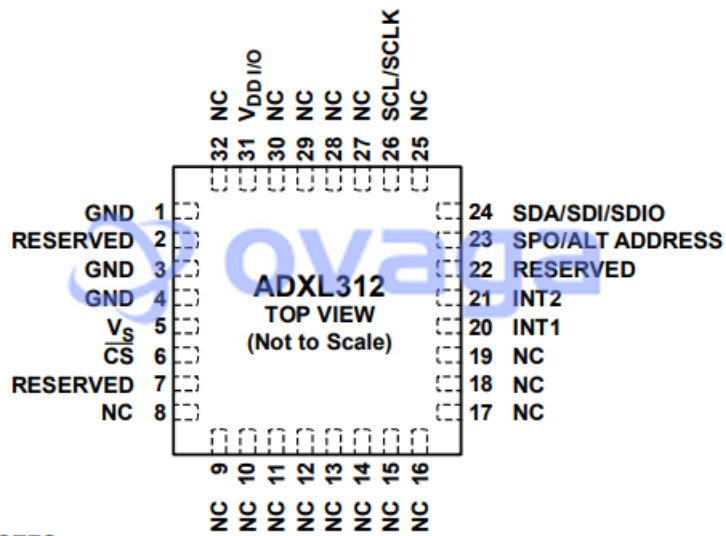 32 NC
31 VDD I/O
30 NC
29 NC
28 NC
27 NC
26 SCL/SCLK
25 NC
GND 1
RESERVED 2
GND 3
GND 4
VS 5
CS 6
RESERVED 7
NC 8
ovaga
ADXL312
TOP VIEW
(Not to Scale)
24 SDA/SDI/SDIO
23 SPO/ALT ADDRESS
22 RESERVED
21 INT2
20 INT1
19 NC
18 NC
17 NC
NC 9
NC 10
NC 11
NC 12
NC 13
NC 14
NC 15
NC 16